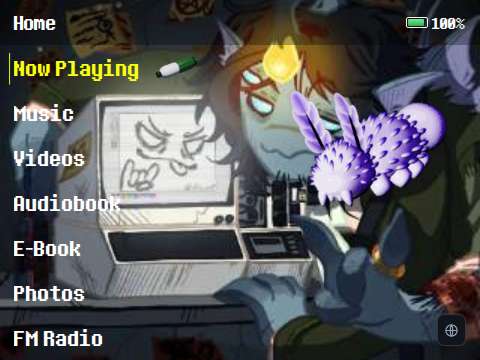 Home
100%
Now Playing
Music
Videos
Audiobook
E-Book
Photos
FM Radio